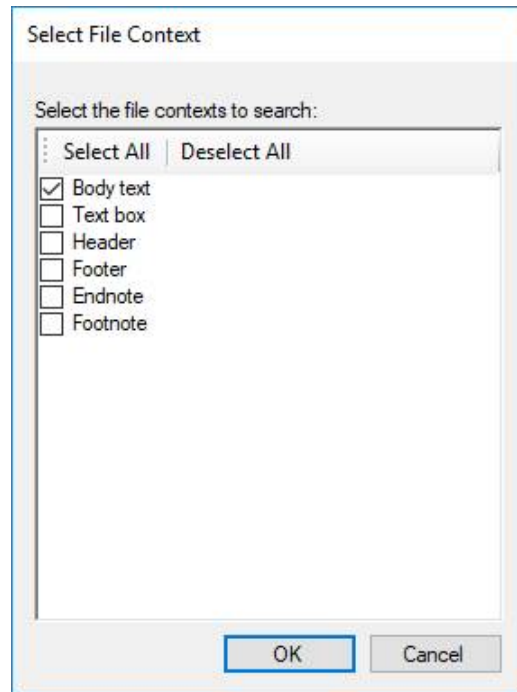 Select File Context
Select the file contexts to search:
Select All Deselect All
Body text
Text box
Header
Footer
Endnote
Footnote
OK Cancel